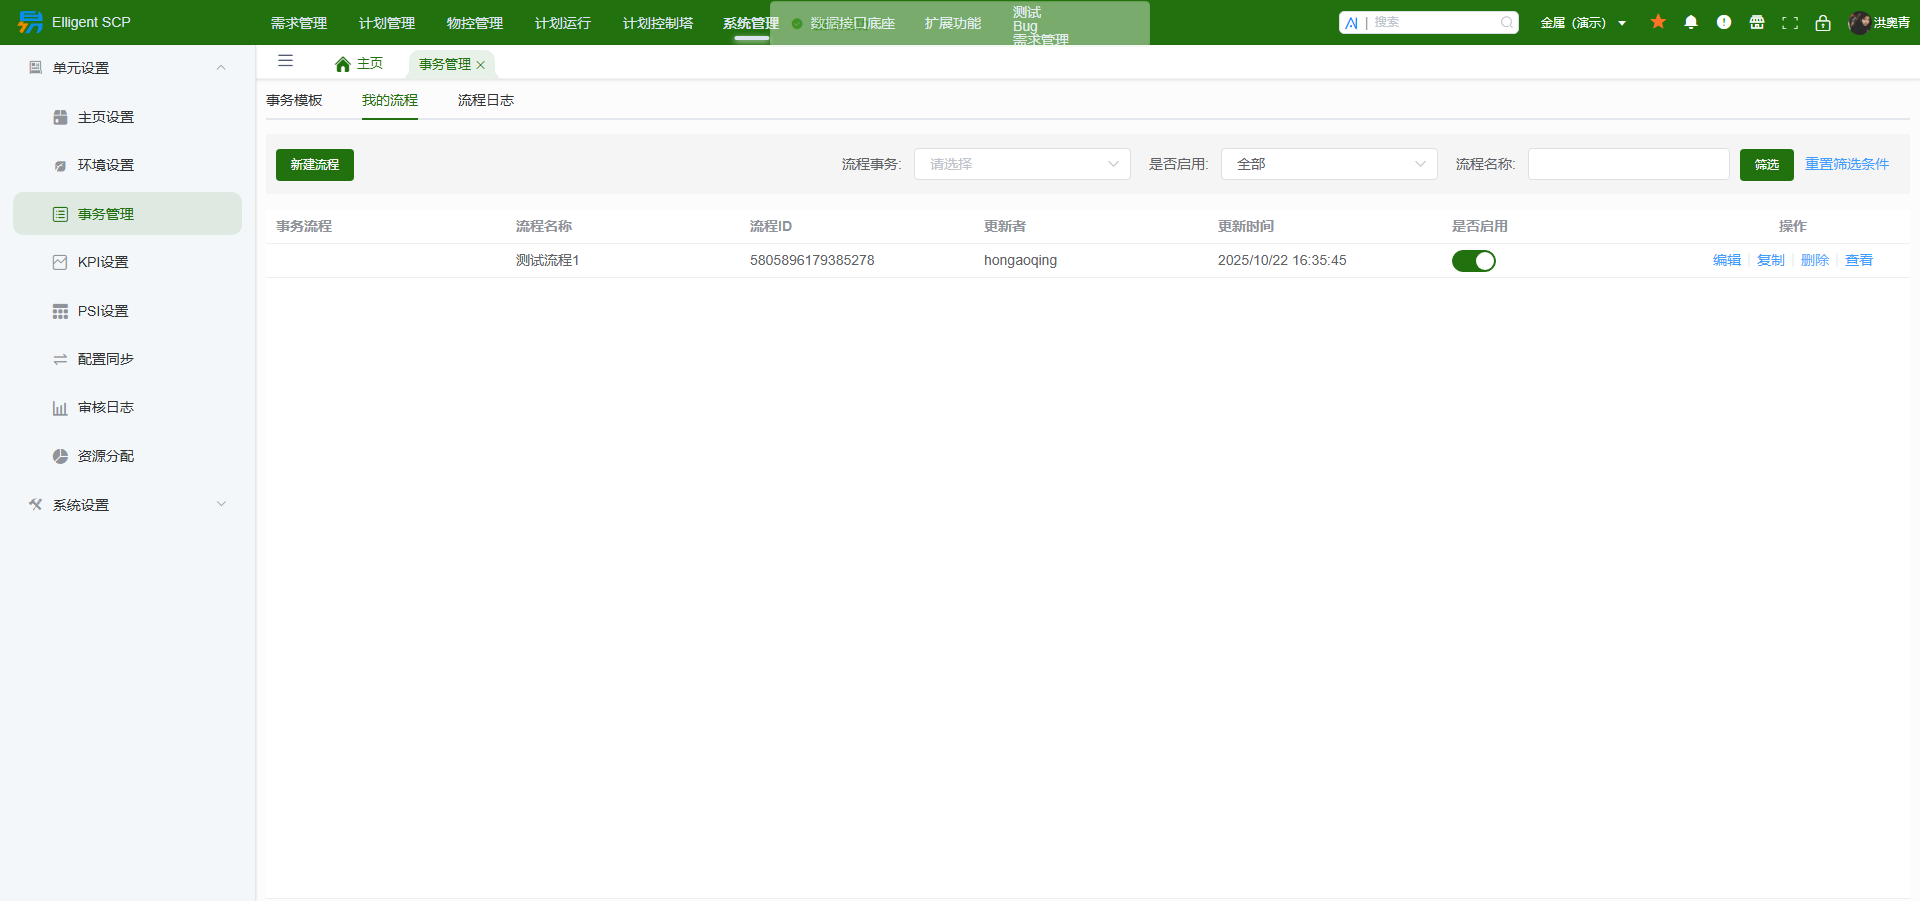 Elligent SCP
需求管理 计划管理 物控管理 计划运行 计划控制塔 系统管理 数据接口底座 扩展功能 测试 Bug 需求管理
AI | 搜索 金属（演示） 洪奥青
单元设置
主页设置
环境设置
事务管理
KPI设置
PSI设置
配置同步
审核日志
资源分配
系统设置
主页 事务管理
事务模板 我的流程 流程日志
新建流程 流程事务: 请选择 是否启用: 全部 流程名称: 筛选 重置筛选条件
事务流程 流程名称 流程ID 更新者 更新时间 是否启用 操作
测试流程1 5805896179385278 hongaoqing 2025/10/22 16:35:45 编辑 复制 删除 查看